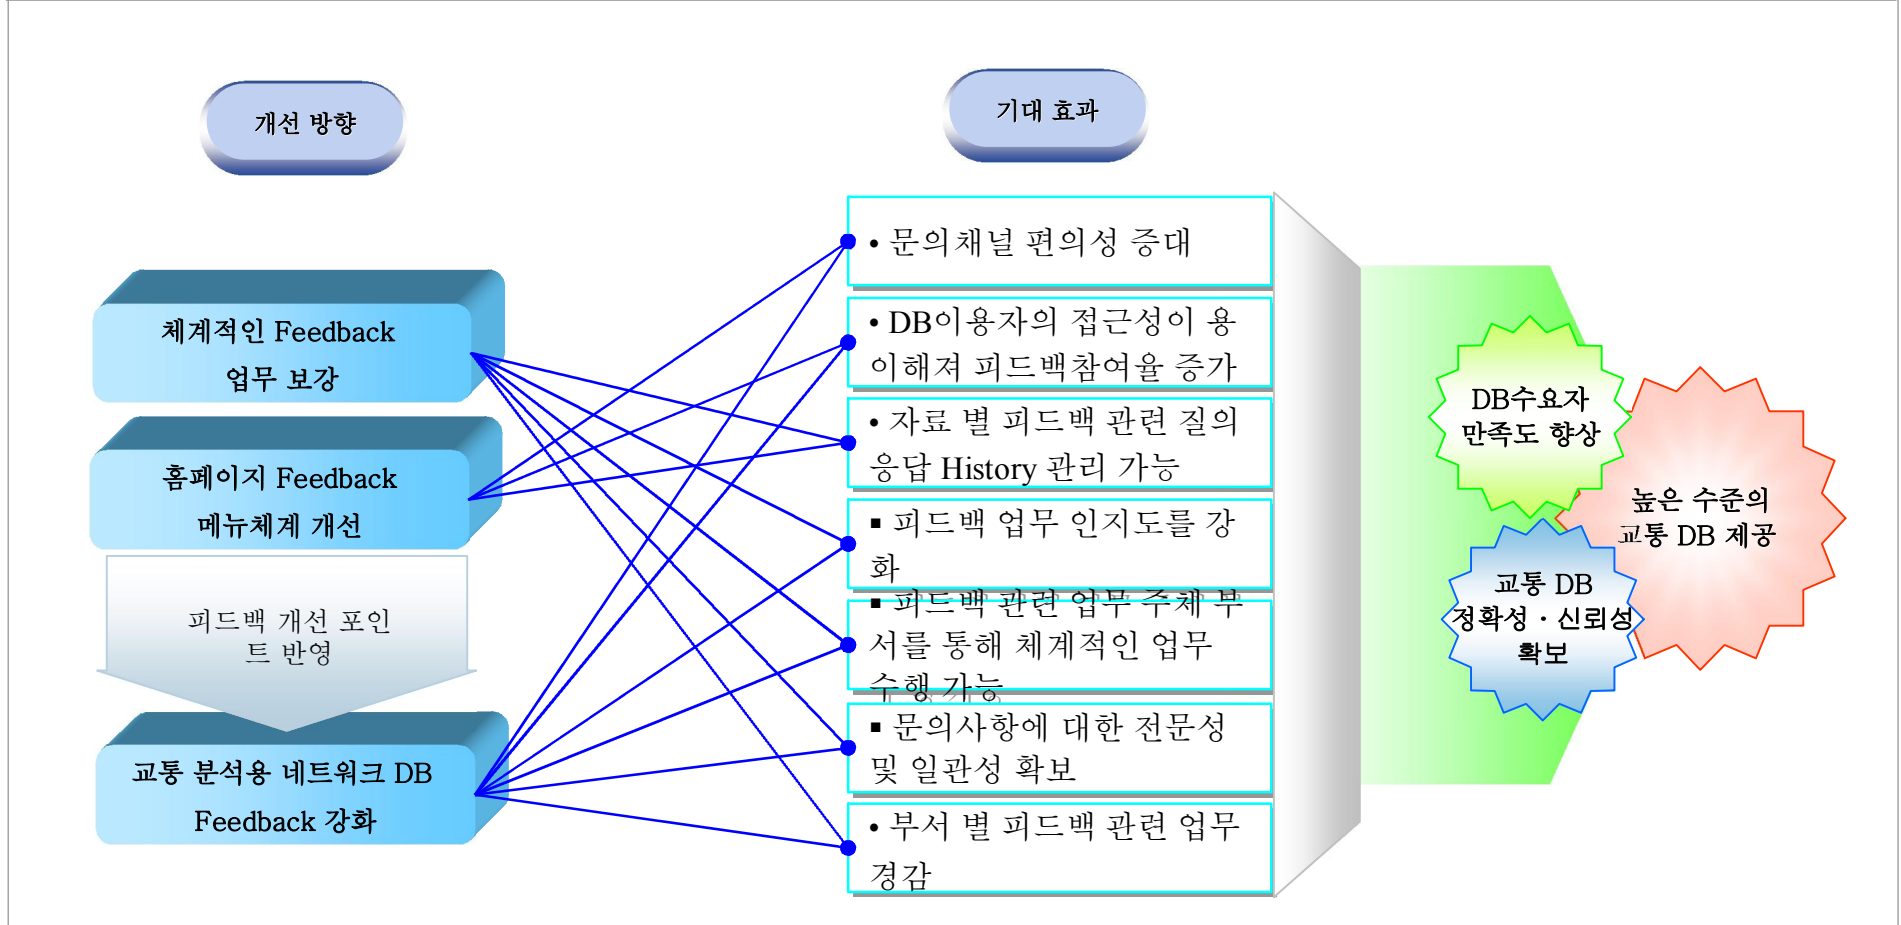 개선 방향
기대 효과
체계적인 Feedback
업무 보강
홈페이지 Feedback
메뉴체계 개선
피드백 개선 포인
트 반영
교통 분석용 네트워크 DB
Feedback 강화
• 문의채널 편의성 증대
• DB이용자의 접근성이 용
이해져 피드백참여율 증가
• 자료 별 피드백 관련 질의
응답 History 관리 가능
▪ 피드백 업무 인지도를 강
화
▪ 피드백 관련 업무 주체 부
서를 통해 체계적인 업무
수행 가능
▪ 문의사항에 대한 전문성
및 일관성 확보
• 부서 별 피드백 관련 업무
경감
DB수요자
만족도 향상
교통 DB
정확성 · 신뢰성
확보
높은 수준의
교통 DB 제공